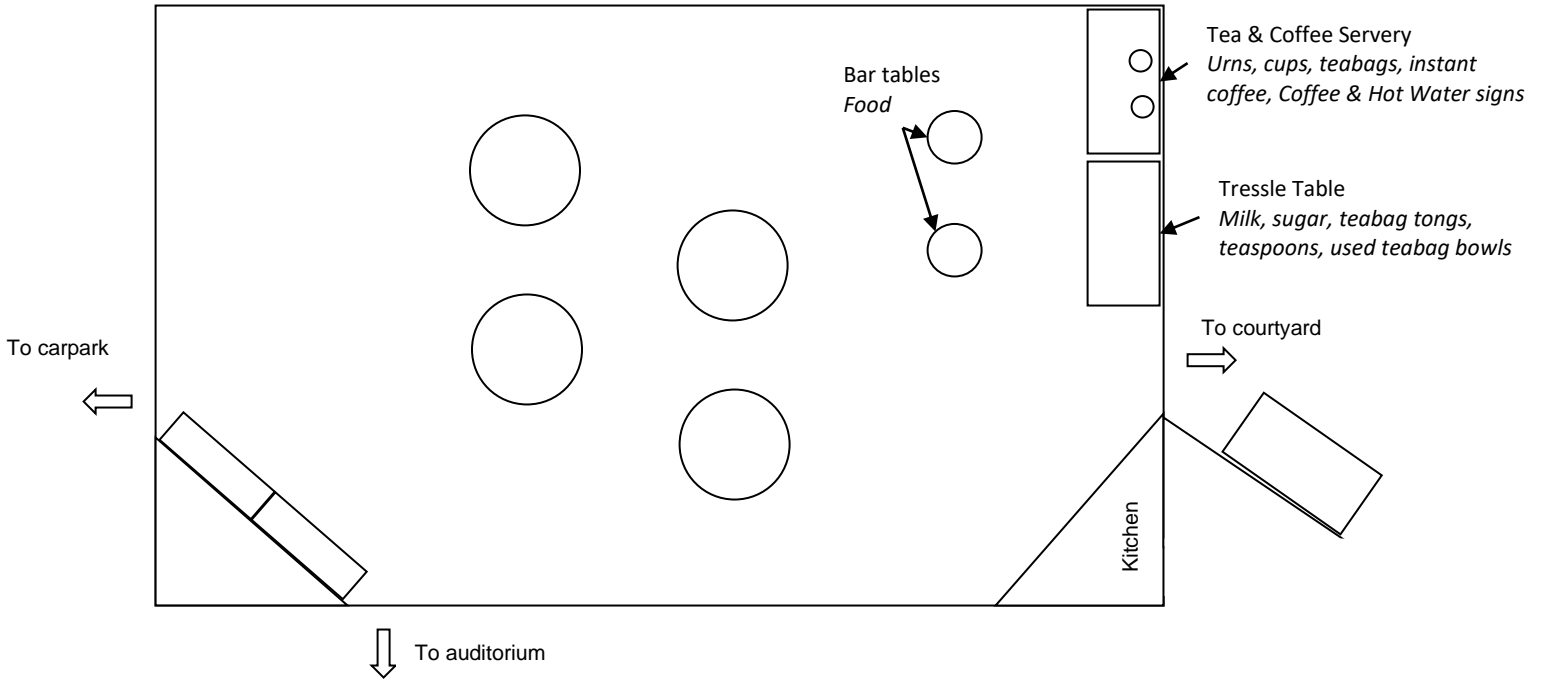 Tea & Coffee Servery
Urns, cups, teabags, instant
coffee, Coffee & Hot Water signs
Bar tables
Food
Tressle Table
Milk, sugar, teabag tongs,
teaspoons, used teabag bowls
To courtyard
To carpark
Kitchen
To auditorium